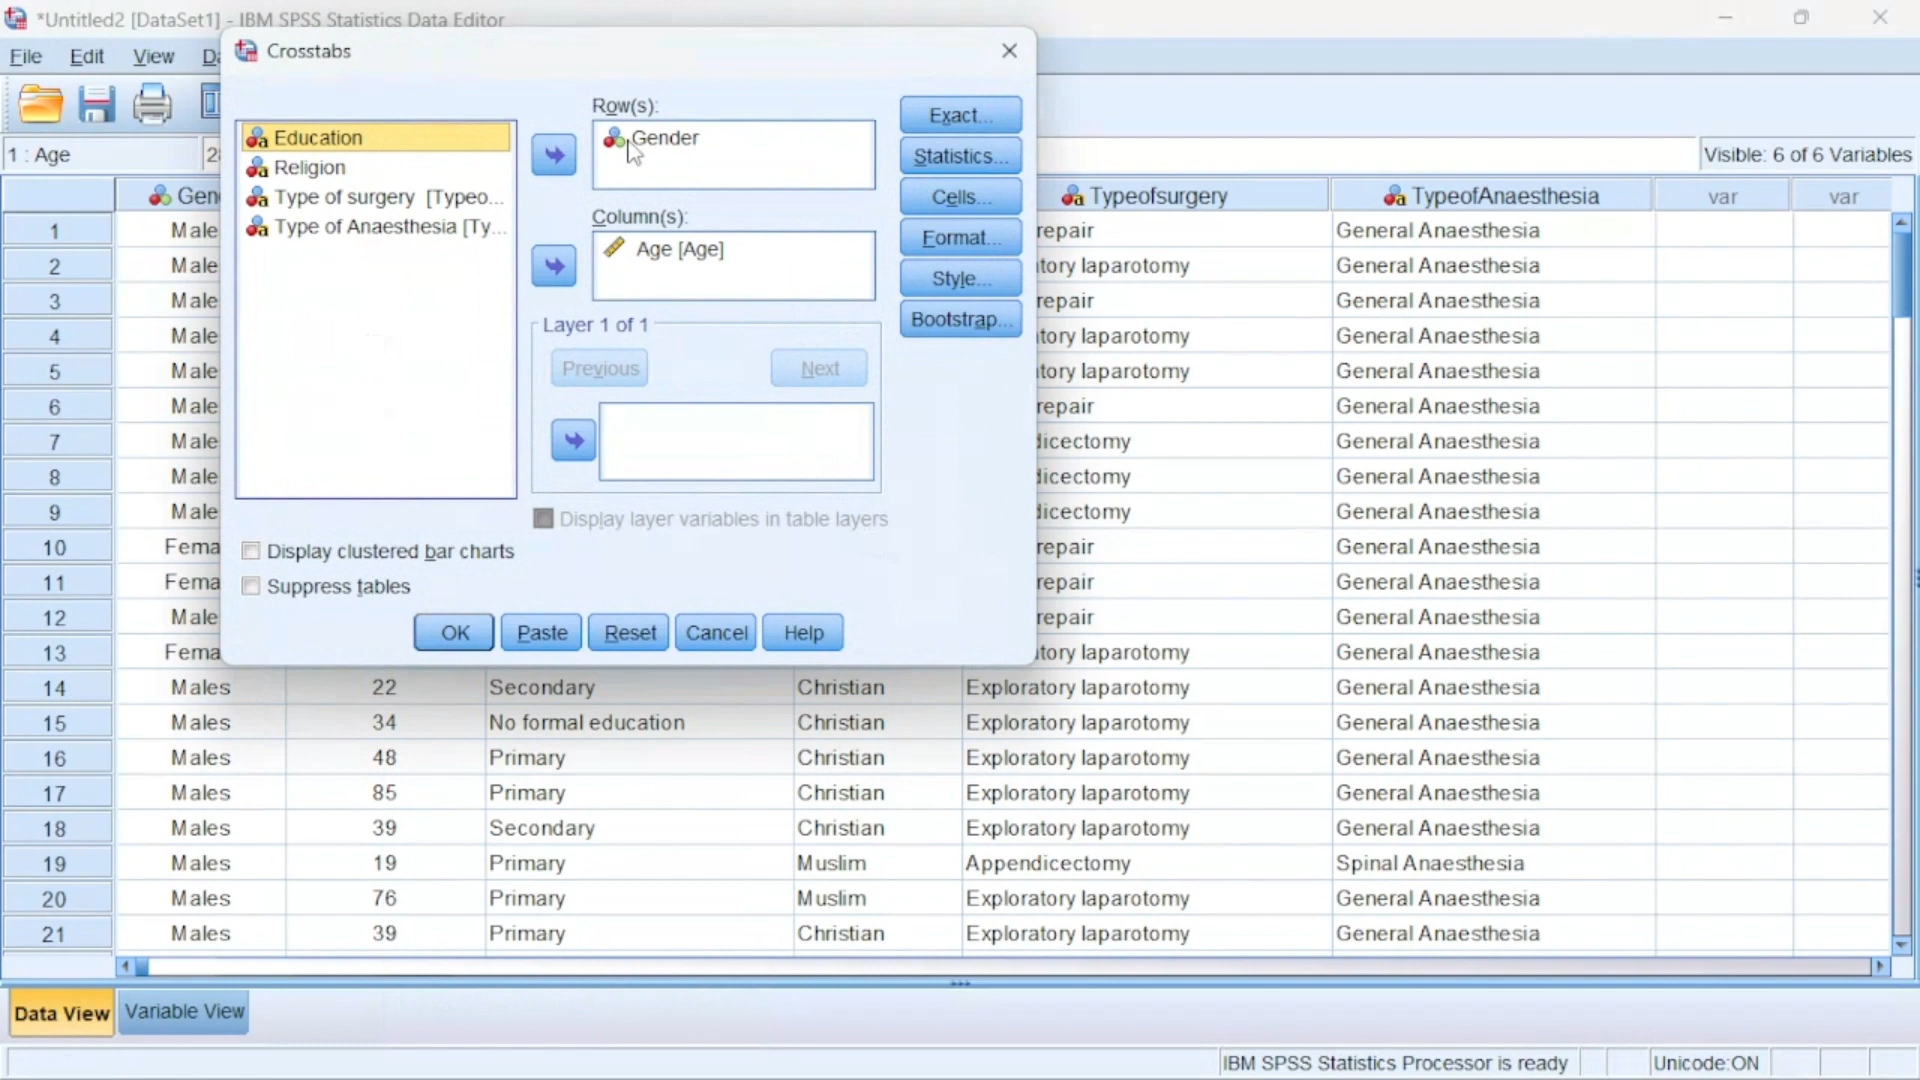 *Untitled2 [DataSet1] - IBM SPSS Statistics Data Editor
File Edit View
Crosstabs
1 : Age
Visible: 6 of 6 Variables
Row(s):
Gender
Column(s):
Age [Age]
Education
Religion
Type of surgery [Typeo...
Type of Anaesthesia [Ty...
Layer 1 of 1
Previous Next
Display layer variables in table layers
Display clustered bar charts
Suppress tables
OK Paste Reset Cancel Help
Exact...
Statistics...
Cells...
Format...
Style...
Bootstrap...
Gen Typeofsurgery TypeofAnaesthesia var var
1 Male repair General Anaesthesia
2 Male tory laparotomy General Anaesthesia
3 Male repair General Anaesthesia
4 Male tory laparotomy General Anaesthesia
5 Male tory laparotomy General Anaesthesia
6 Male repair General Anaesthesia
7 Male dicectomy General Anaesthesia
8 Male dicectomy General Anaesthesia
9 Male dicectomy General Anaesthesia
10 Fema repair General Anaesthesia
11 Fema repair General Anaesthesia
12 Male repair General Anaesthesia
13 Fema tory laparotomy General Anaesthesia
14 Males 22 Secondary Christian Exploratory laparotomy General Anaesthesia
15 Males 34 No formal education Christian Exploratory laparotomy General Anaesthesia
16 Males 48 Primary Christian Exploratory laparotomy General Anaesthesia
17 Males 85 Primary Christian Exploratory laparotomy General Anaesthesia
18 Males 39 Secondary Christian Exploratory laparotomy General Anaesthesia
19 Males 19 Primary Muslim Appendicectomy Spinal Anaesthesia
20 Males 76 Primary Muslim Exploratory laparotomy General Anaesthesia
21 Males 39 Primary Christian Exploratory laparotomy General Anaesthesia
Data View Variable View
IBM SPSS Statistics Processor is ready Unicode:ON